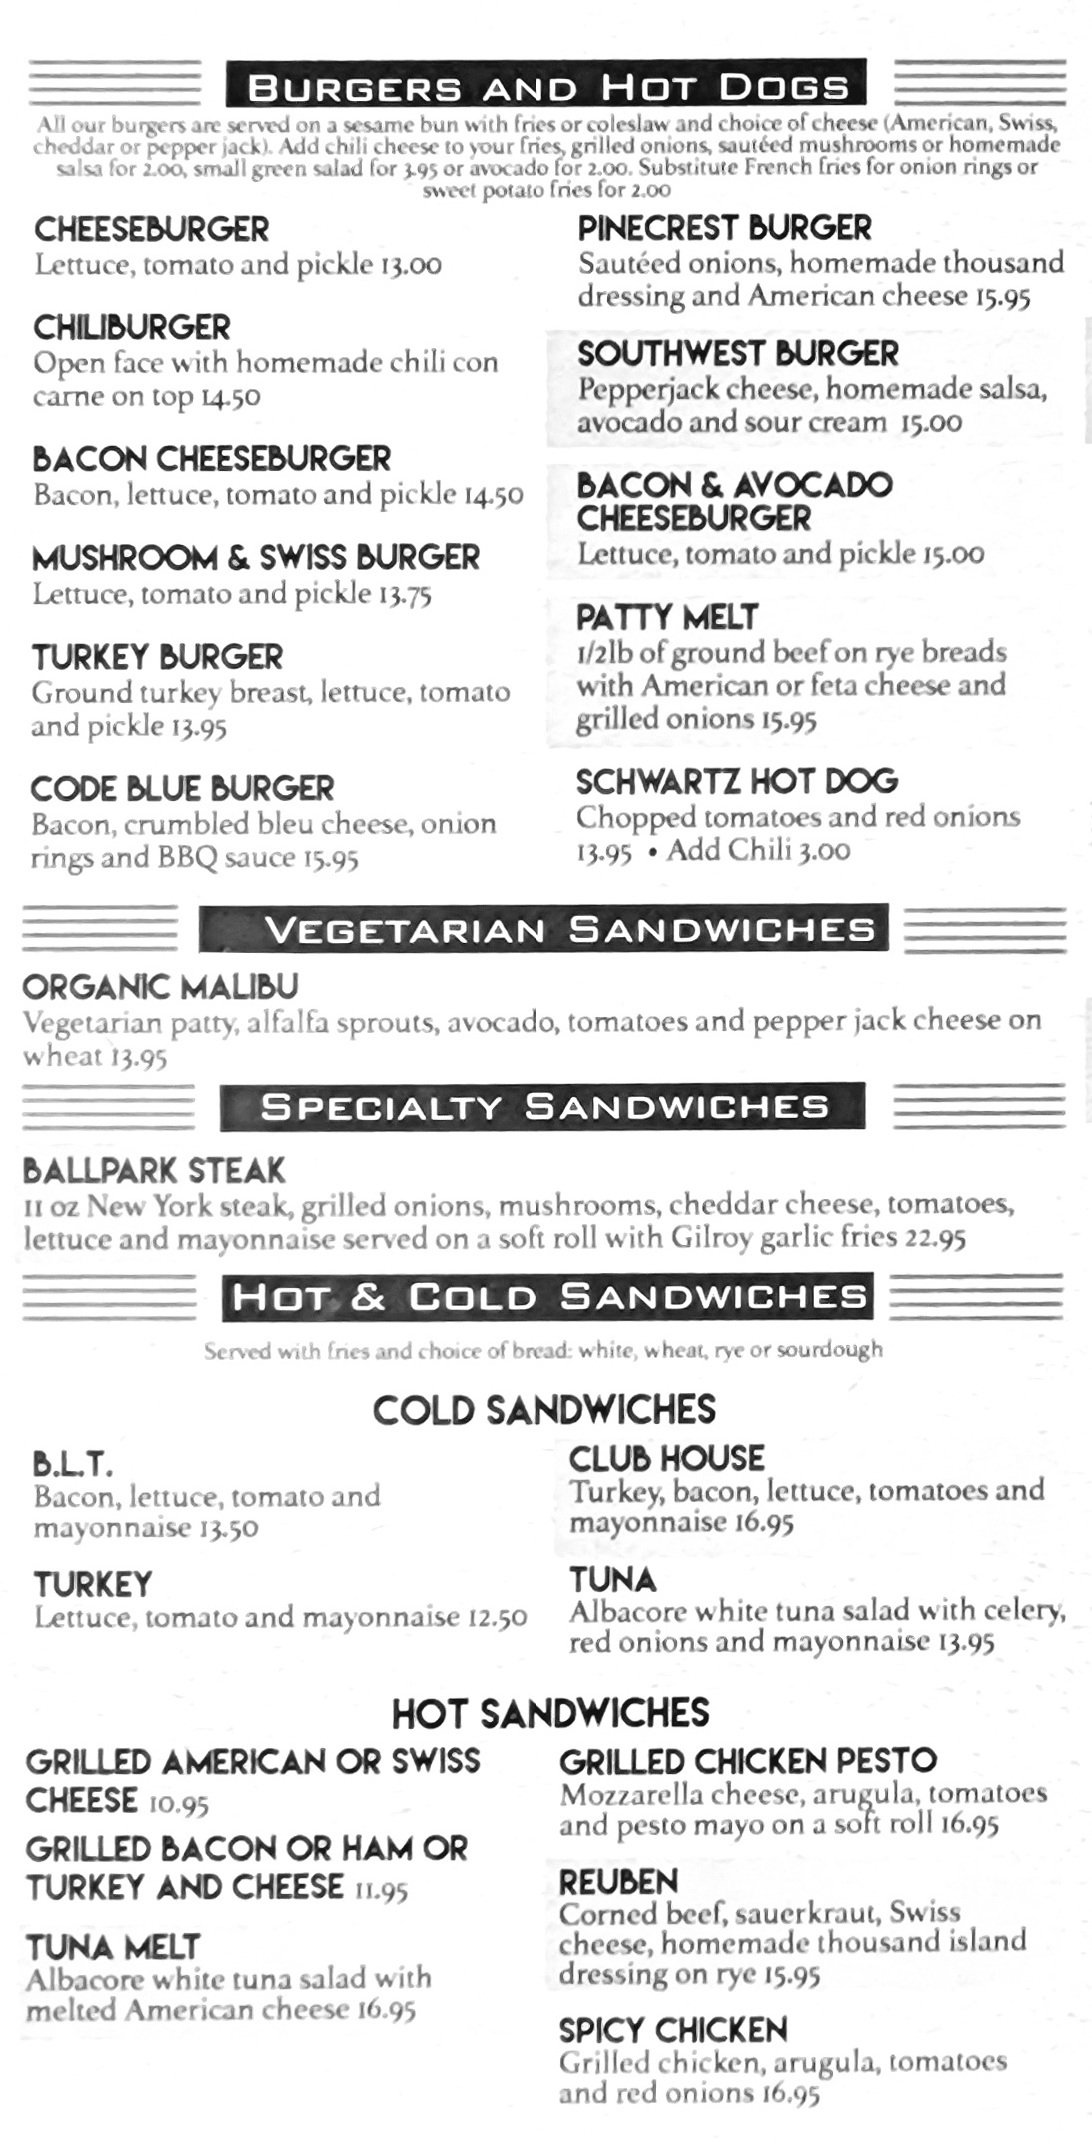 BURGERS AND HOT DOGS
All our burgers are served on a sesame bun with fries or coleslaw and choice of cheese (American, Swiss,
cheddar or pepper jack). Add chili cheese to your fries, grilled onions, sautéed mushrooms or homemade
salsa for 2.00, small green salad for 3.95 or avocado for 2.00. Substitute French fries for onion rings or
sweet potato fries for 2.00
CHEESEBURGER
Lettuce, tomato and pickle 13.00
CHILIBURGER
Open face with homemade chili con
carne on top 14.50
BACON CHEESEBURGER
Bacon, lettuce, tomato and pickle 14.50
MUSHROOM & SWISS BURGER
Lettuce, tomato and pickle 13.75
TURKEY BURGER
Ground turkey breast, lettuce, tomato
and pickle 13.95
CODE BLUE BURGER
Bacon, crumbled bleu cheese, onion
rings and BBQ sauce 15.95
PINECREST BURGER
Sautéed onions, homemade thousand
dressing and American cheese 15.95
SOUTHWEST BURGER
Pepperjack cheese, homemade salsa,
avocado and sour cream 15.00
BACON & AVOCADO
CHEESEBURGER
Lettuce, tomato and pickle 15.00
PATTY MELT
1/2lb of ground beef on rye breads
with American or feta cheese and
grilled onions 15.95
SCHWARTZ HOT DOG
Chopped tomatoes and red onions
13.95 • Add Chili 3.00
VEGETARIAN SANDWICHES
ORGANIC MALIBU
Vegetarian patty, alfalfa sprouts, avocado, tomatoes and pepper jack cheese on
wheat 13.95
SPECIALTY SANDWICHES
BALLPARK STEAK
11 oz New York steak, grilled onions, mushrooms, cheddar cheese, tomatoes,
lettuce and mayonnaise served on a soft roll with Gilroy garlic fries 22.95
HOT & COLD SANDWICHES
Served with fries and choice of bread: white, wheat, rye or sourdough
COLD SANDWICHES
B.L.T.
Bacon, lettuce, tomato and
mayonnaise 13.50
TURKEY
Lettuce, tomato and mayonnaise 12.50
CLUB HOUSE
Turkey, bacon, lettuce, tomatoes and
mayonnaise 16.95
TUNA
Albacore white tuna salad with celery,
red onions and mayonnaise 13.95
HOT SANDWICHES
GRILLED AMERICAN OR SWISS
CHEESE 10.95
GRILLED BACON OR HAM OR
TURKEY AND CHEESE 11.95
TUNA MELT
Albacore white tuna salad with
melted American cheese 16.95
GRILLED CHICKEN PESTO
Mozzarella cheese, arugula, tomatoes
and pesto mayo on a soft roll 16.95
REUBEN
Corned beef, sauerkraut, Swiss
cheese, homemade thousand island
dressing on rye 15.95
SPICY CHICKEN
Grilled chicken, arugula, tomatoes
and red onions 16.95